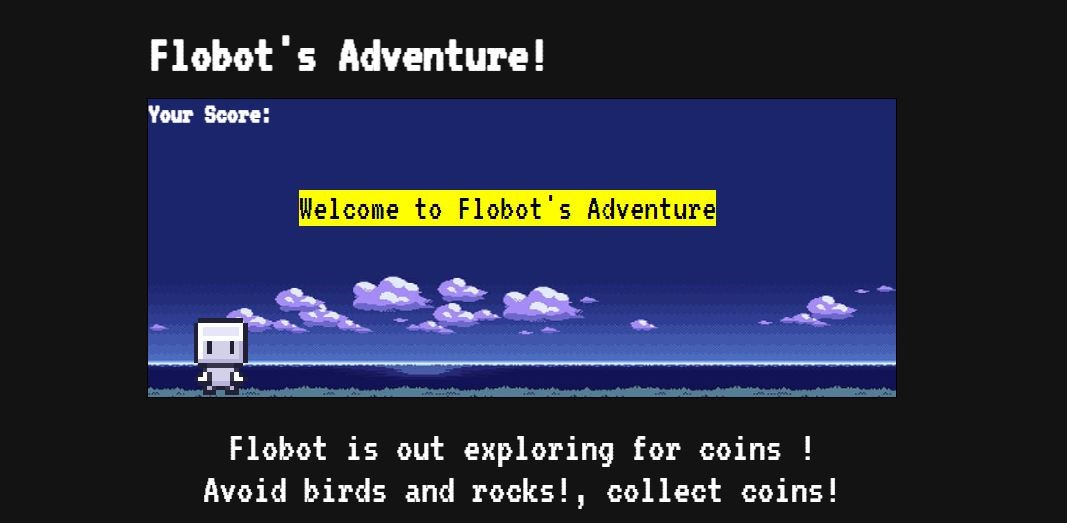 Flobot's Adventure!
Your Score:
Welcome to Flobot's Adventure
Flobot is out exploring for coins !
Avoid birds and rocks!, collect coins!